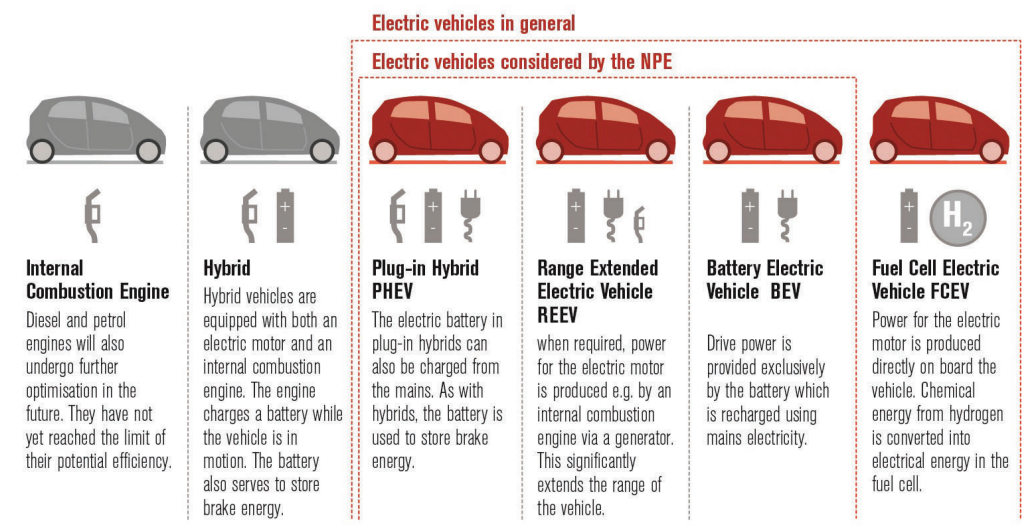 Electric vehicles in general
Electric vehicles considered by the NPE
+
-
+
-
+
-
+
-
+
-
H2
Internal
Combustion Engine
Diesel and petrol
engines will also
undergo further
optimisation in the
future. They have not
yet reached the limit of
their potential efficiency.
Hybrid
Hybrid vehicles are
equipped with both an
electric motor and an
internal combustion
engine. The engine
charges a battery while
the vehicle is in
motion. The battery
also serves to store
brake energy.
Plug-in Hybrid
PHEV
The electric battery in
plug-in hybrids can
also be charged from
the mains. As with
hybrids, the battery is
used to store brake
energy.
Range Extended
Electric Vehicle
REEV
when required, power
for the electric motor
is produced e.g. by an
internal combustion
engine via a generator.
This significantly
extends the range of
the vehicle.
Battery Electric
Vehicle BEV
Drive power is
provided exclusively
by the battery which
is recharged using
mains electricity.
Fuel Cell Electric
Vehicle FCEV
Power for the electric
motor is produced
directly on board the
vehicle. Chemical
energy from hydrogen
is converted into
electrical energy in the
fuel cell.